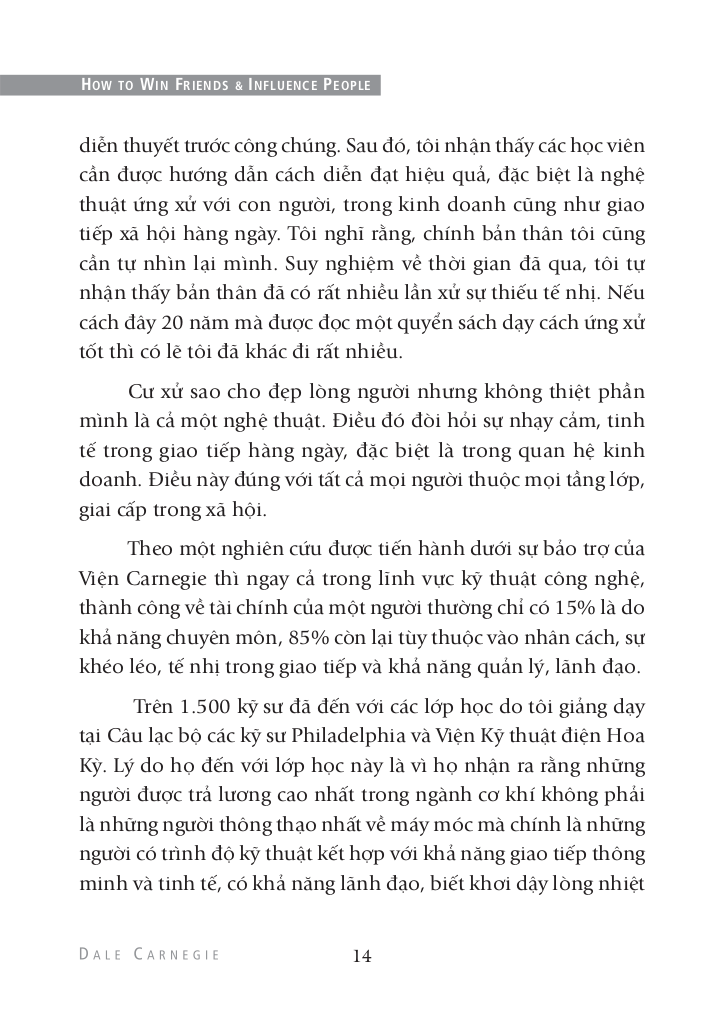 HOW TO WIN FRIENDS & INFLUENCE PEOPLE
diễn thuyết trước công chúng. Sau đó, tôi nhận thấy các học viên
cần được hướng dẫn cách diễn đạt hiệu quả, đặc biệt là nghệ
thuật ứng xử với con người, trong kinh doanh cũng như giao
tiếp xã hội hàng ngày. Tôi nghĩ rằng, chính bản thân tôi cũng
cần tự nhìn lại mình. Suy nghiệm về thời gian đã qua, tôi tự
nhận thấy bản thân đã có rất nhiều lần xử sự thiếu tế nhị. Nếu
cách đây 20 năm mà được đọc một quyển sách dạy cách ứng xử
tốt thì có lẽ tôi đã khác đi rất nhiều.
Cư xử sao cho đẹp lòng người nhưng không thiệt phần
mình là cả một nghệ thuật. Điều đó đòi hỏi sự nhạy cảm, tinh
tế trong giao tiếp hàng ngày, đặc biệt là trong quan hệ kinh
doanh. Điều này đúng với tất cả mọi người thuộc mọi tầng lớp,
giai cấp trong xã hội.
Theo một nghiên cứu được tiến hành dưới sự bảo trợ của
Viện Carnegie thì ngay cả trong lĩnh vực kỹ thuật công nghệ,
thành công về tài chính của một người thường chỉ có 15% là do
khả năng chuyên môn, 85% còn lại tùy thuộc vào nhân cách, sự
khéo léo, tế nhị trong giao tiếp và khả năng quản lý, lãnh đạo.
Trên 1.500 kỹ sư đã đến với các lớp học do tôi giảng dạy
tại Câu lạc bộ các kỹ sư Philadelphia và Viện Kỹ thuật điện Hoa
Kỳ. Lý do họ đến với lớp học này là vì họ nhận ra rằng những
người được trả lương cao nhất trong ngành cơ khí không phải
là những người thông thạo nhất về máy móc mà chính là những
người có trình độ kỹ thuật kết hợp với khả năng giao tiếp thông
minh và tinh tế, có khả năng lãnh đạo, biết khơi dậy lòng nhiệt
DALE CARNEGIE 14